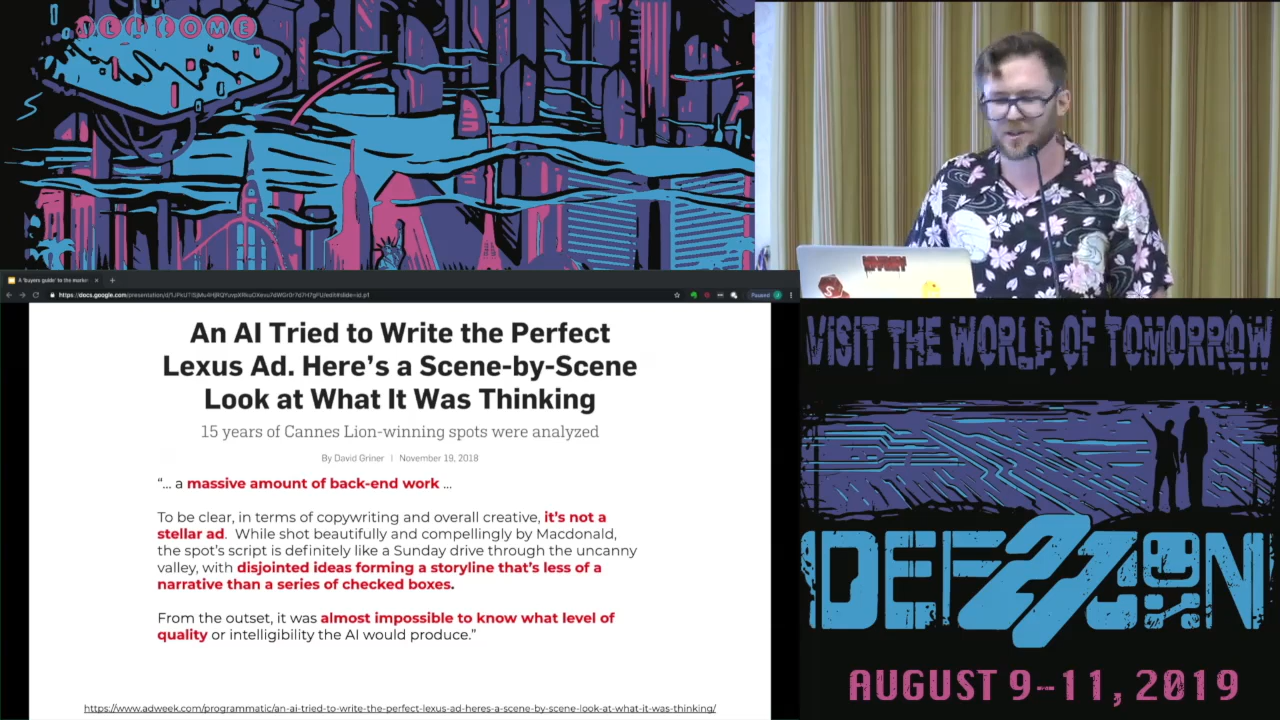 WELCOME
A 'buyers guide' to the market
An AI Tried to Write the Perfect
Lexus Ad. Here's a Scene-by-Scene
Look at What It Was Thinking
15 years of Cannes Lion-winning spots were analyzed
By David Griner | November 19, 2018
"... a massive amount of back-end work ...
To be clear, in terms of copywriting and overall creative, it's not a
stellar ad. While shot beautifully and compellingly by Macdonald,
the spot's script is definitely like a Sunday drive through the uncanny
valley, with disjointed ideas forming a storyline that's less of a
narrative than a series of checked boxes.
From the outset, it was almost impossible to know what level of
quality or intelligibility the AI would produce."
https://www.adweek.com/programmatic/an-ai-tried-to-write-the-perfect-lexus-ad-heres-a-scene-by-scene-look-at-what-it-was-thinking/
VISIT THE WORLD OF TOMORROW
DEF27CON
AUGUST 9-11, 2019